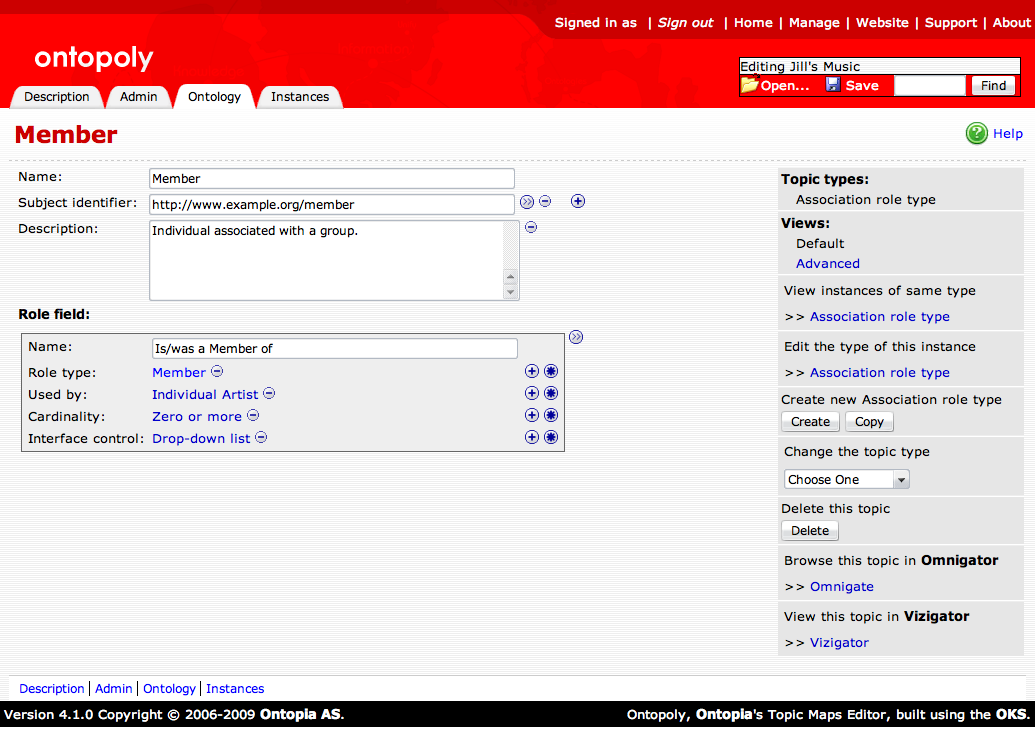 Signed in as | Sign out | Home | Manage | Website | Support | About
ontopoly
Editing Jill's Music
Open... Save Find
Description Admin Ontology Instances
Member
Help
Name: Member
Subject identifier: http://www.example.org/member
Description: Individual associated with a group.
Role field:
Name: Is/was a Member of
Role type: Member
Used by: Individual Artist
Cardinality: Zero or more
Interface control: Drop-down list
Topic types:
Association role type
Views:
Default
Advanced
View instances of same type
>> Association role type
Edit the type of this instance
>> Association role type
Create new Association role type
Create Copy
Change the topic type
Choose One
Delete this topic
Delete
Browse this topic in Omnigator
>> Omnigate
View this topic in Vizigator
>> Vizigator
Description | Admin | Ontology | Instances
Version 4.1.0 Copyright © 2006-2009 Ontopia AS.
Ontopoly, Ontopia's Topic Maps Editor, built using the OKS.